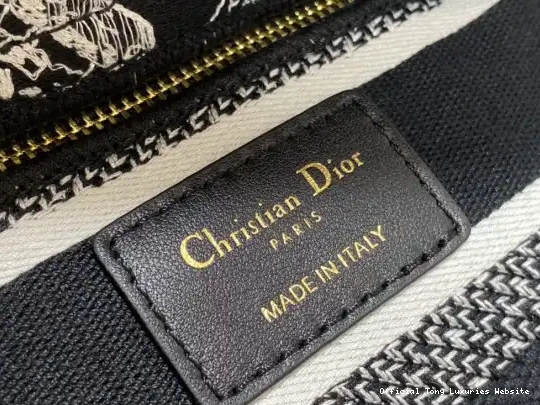 Christian Dior
PARIS
MADE IN ITALY
Official Tong Luxuries Website